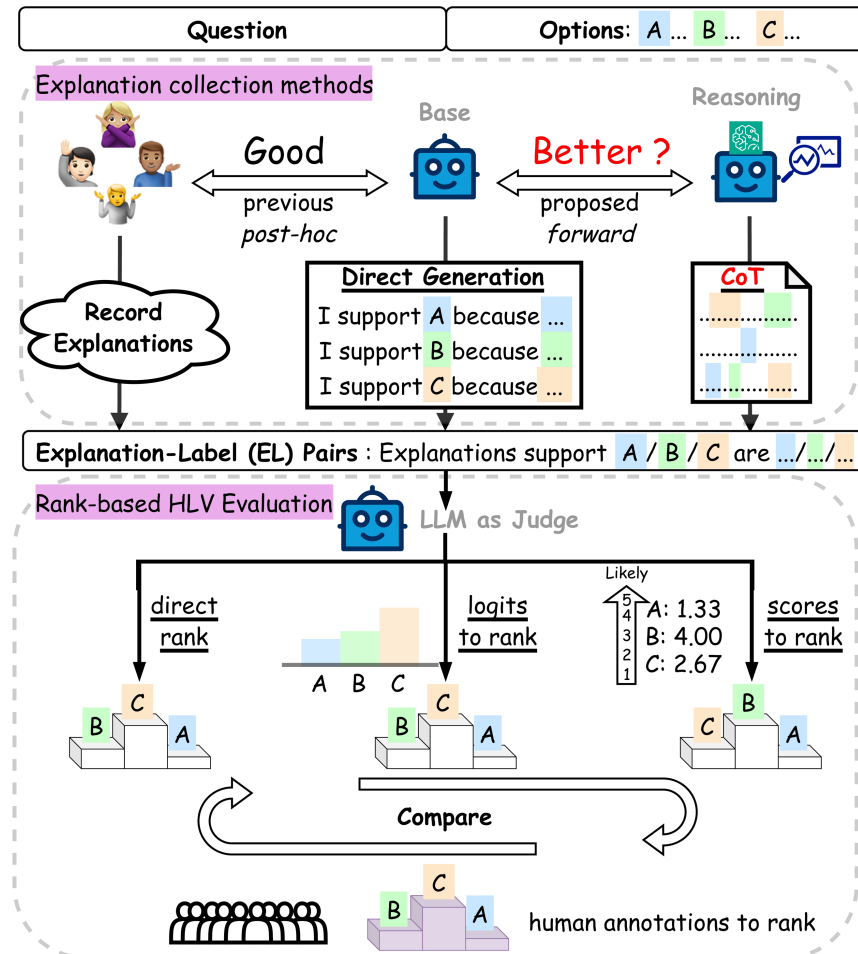 Question
Options: A... B... C...
Explanation collection methods
Base
Reasoning
Good
Better ?
previous
post-hoc
proposed
forward
Record
Explanations
Direct Generation
I support A because ...
I support B because ...
I support C because ...
CoT
Explanation-Label (EL) Pairs : Explanations support A/B/C are .../.../...
Rank-based HLV Evaluation
LLM as Judge
direct
rank
A B C
logits
to rank
Likely
5
4
3
2
1
A: 1.33
B: 4.00
C: 2.67
scores
to rank
B C A
B C A
C B A
Compare
B C A
human annotations to rank